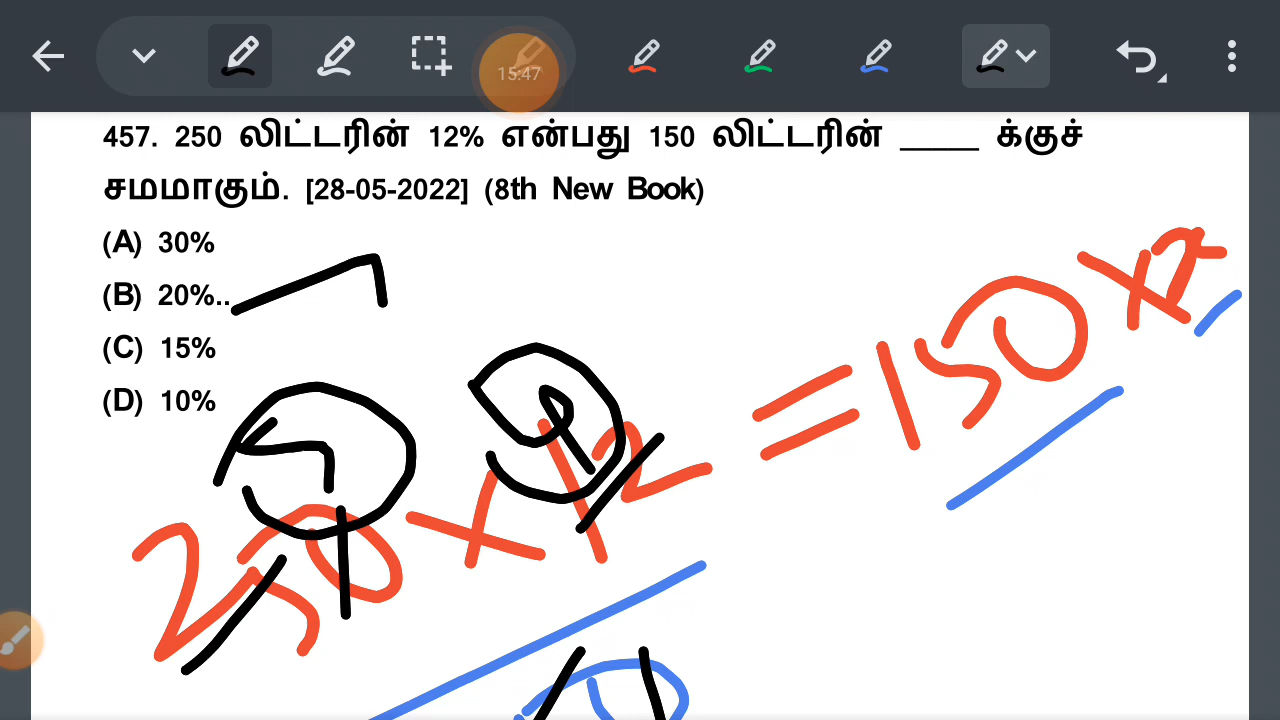 15:47
457. 250 லிட்டரின் 12% என்பது 150 லிட்டரின் _____ க்குச்
சமமாகும். [28-05-2022] (8th New Book)
(A) 30%
(B) 20%..
(C) 15%
(D) 10%
250 x 12 = 150 x x